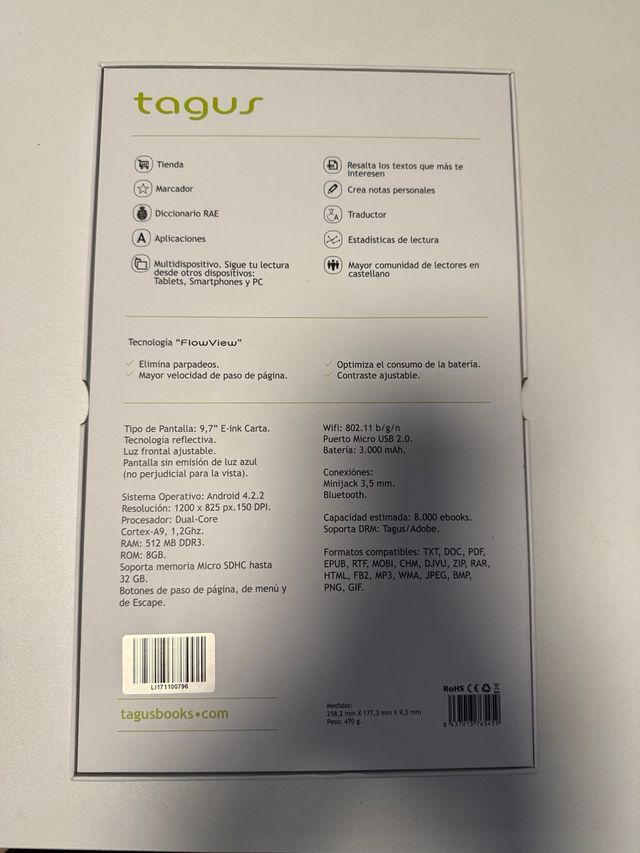 tagus
Tienda
Marcador
Diccionario RAE
Aplicaciones
Multidispositivo. Sigue tu lectura
desde otros dispositivos:
Tablets, Smartphones y PC
Resalta los textos que más te
interesen
Crea notas personales
Traductor
Estadísticas de lectura
Mayor comunidad de lectores en
castellano
Tecnología "FlowView"
Elimina parpadeos.
Mayor velocidad de paso de página.
Optimiza el consumo de la batería.
Contraste ajustable.
Tipo de Pantalla: 9,7" E-ink Carta.
Tecnología reflectiva.
Luz frontal ajustable.
Pantalla sin emisión de luz azul
(no perjudicial para la vista).
Sistema Operativo: Android 4.2.2
Resolución: 1200 x 825 px.150 DPI.
Procesador: Dual-Core
Cortex-A9, 1,2Ghz.
RAM: 512 MB DDR3.
ROM: 8GB.
Soporta memoria Micro SDHC hasta
32 GB.
Botones de paso de página, de menú y
de Escape.
Wifi: 802.11 b/g/n
Puerto Micro USB 2.0.
Batería: 3.000 mAh.
Conexiónes:
Minijack 3,5 mm.
Bluetooth.
Capacidad estimada: 8.000 ebooks.
Soporta DRM: Tagus/Adobe.
Formatos compatibles: TXT, DOC, PDF,
EPUB, RTF, MOBI, CHM, DJVU, ZIP, RAR,
HTML, FB2, MP3, WMA, JPEG, BMP,
PNG, GIF.
LI171100796
tagusbooks•com
Medidas:
258,2 mm X 177,3 mm X 9,5 mm
Peso: 470 g.
RoHS CE